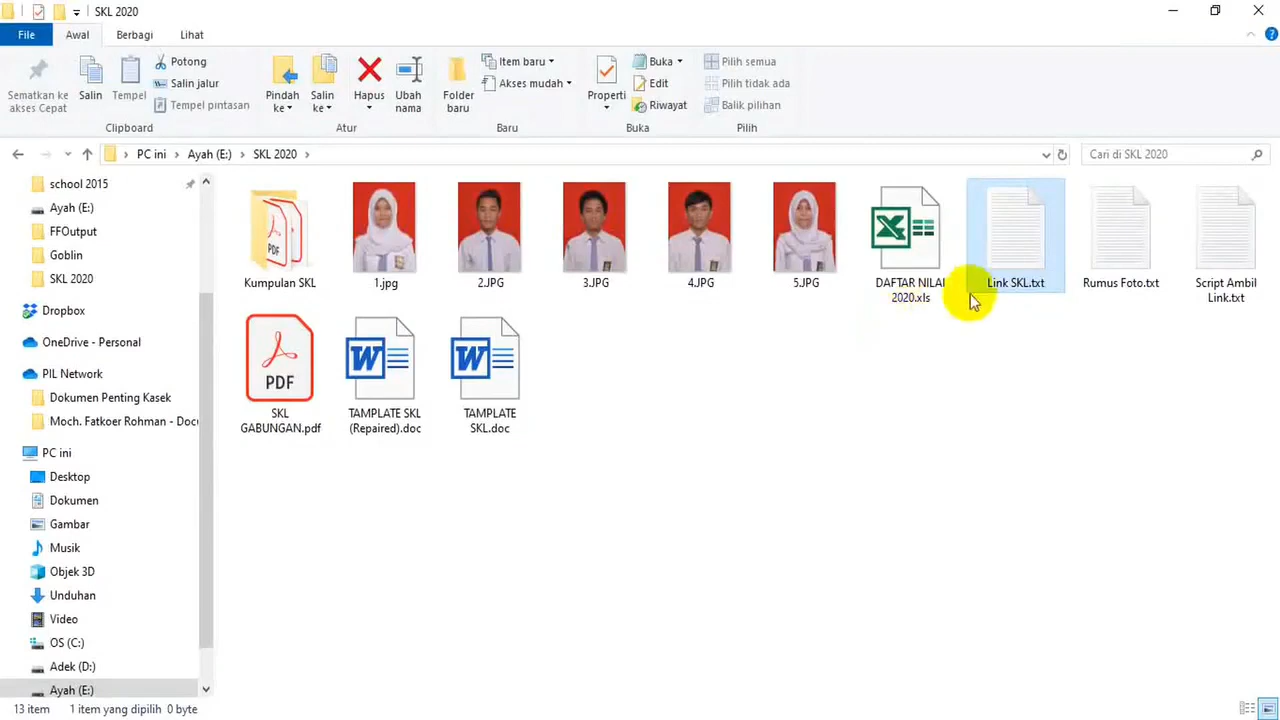 SKL 2020
File
Awal
Berbagi
Lihat
Sematkan ke
akses Cepat
Salin
Tempel
Potong
Salin jalur
Tempel pintasan
Clipboard
Pindah
ke
Salin
ke
Hapus
Ubah
nama
Atur
Folder
baru
Item baru
Akses mudah
Baru
Properti
Buka
Edit
Riwayat
Buka
Pilih semua
Pilih tidak ada
Balik pilihan
Pilih
PC ini
Ayah (E:)
SKL 2020
Cari di SKL 2020
school 2015
Ayah (E:)
FFOutput
Goblin
SKL 2020
Dropbox
OneDrive - Personal
PIL Network
Dokumen Penting Kasek
Moch. Fatkoer Rohman - Doc
PC ini
Desktop
Dokumen
Gambar
Musik
Objek 3D
Unduhan
Video
OS (C:)
Adek (D:)
Ayah (E:)
Kumpulan SKL
1.jpg
2.JPG
3.JPG
4.JPG
5.JPG
DAFTAR NILAI
2020.xls
Link SKL.txt
Rumus Foto.txt
Script Ambil
Link.txt
PDF
SKL
GABUNGAN.pdf
TAMPLATE SKL
(Repaired).doc
TAMPLATE
SKL.doc
13 item
1 item yang dipilih 0 byte